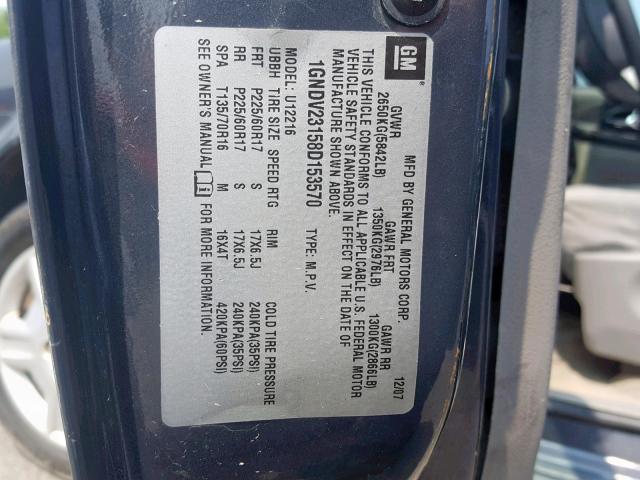 GM
MFD BY GENERAL MOTORS CORP. 12/07
GVWR GAWR FRT GAWR RR
2650KG(5842LB) 1350KG(2976LB) 1300KG(2866LB)
THIS VEHICLE CONFORMS TO ALL APPLICABLE U.S. FEDERAL MOTOR
VEHICLE SAFETY STANDARDS IN EFFECT ON THE DATE OF
MANUFACTURE SHOWN ABOVE.
1GNDV23158D153570 TYPE: M.P.V.
MODEL: U12216
UBBH TIRE SIZE SPEED RTG RIM COLD TIRE PRESSURE
FRT P225/60R17 S 17X6.5J 240KPA(35PSI)
RR P225/60R17 S 17X6.5J 240KPA(35PSI)
SPA T135/70R16 M 16X4T 420KPA(60PSI)
SEE OWNER'S MANUAL FOR MORE INFORMATION.